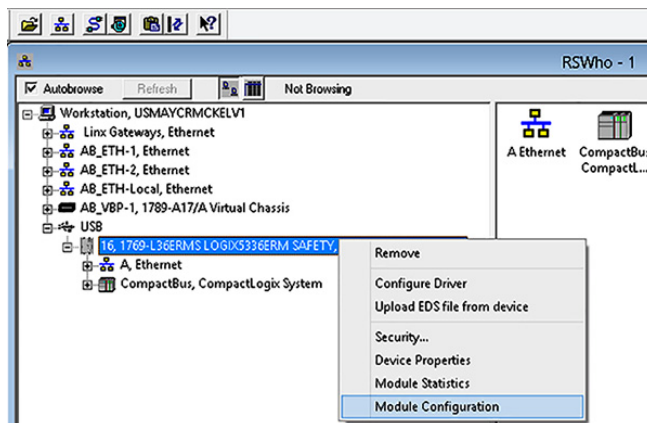 RSWho - 1
Autobrowse Refresh Not Browsing
Workstation, USMAYCRMCKELV1
Linx Gateways, Ethernet
AB_ETH-1, Ethernet
AB_ETH-2, Ethernet
AB_ETH-Local, Ethernet
AB_VBP-1, 1789-A17/A Virtual Chassis
USB
16, 1769-L36ERMS LOGIX5336ERM SAFETY,
A, Ethernet
CompactBus, CompactLogix System
Remove
Configure Driver
Upload EDS file from device
Security...
Device Properties
Module Statistics
Module Configuration
A Ethernet
CompactBus
CompactL...